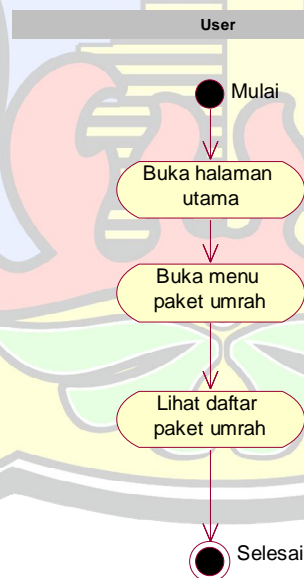 User
Mulai
Buka halaman
utama
Buka menu
paket umrah
Lihat daftar
paket umrah
Selesai